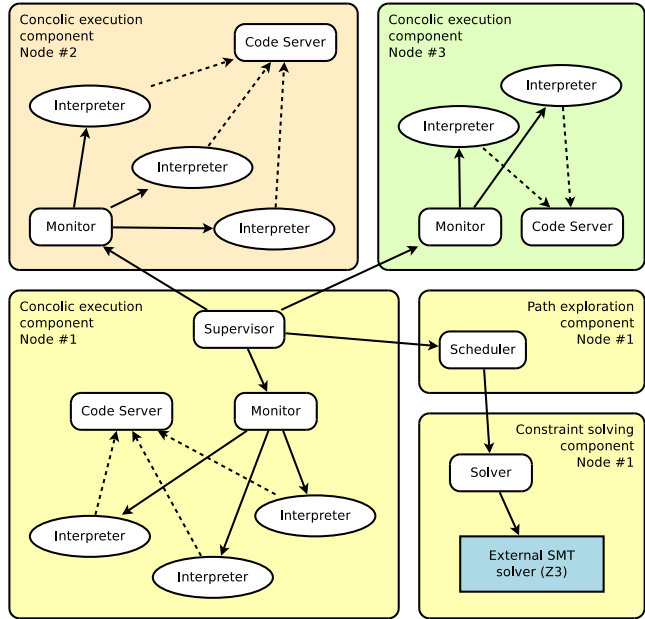 Concolic execution
component
Node #2
Code Server
Interpreter
Interpreter
Monitor
Interpreter
Concolic execution
component
Node #3
Interpreter
Interpreter
Monitor
Code Server
Concolic execution
component
Node #1
Supervisor
Code Server
Monitor
Interpreter
Interpreter
Interpreter
Path exploration
component
Node #1
Scheduler
Constraint solving
component
Node #1
Solver
External SMT
solver (Z3)